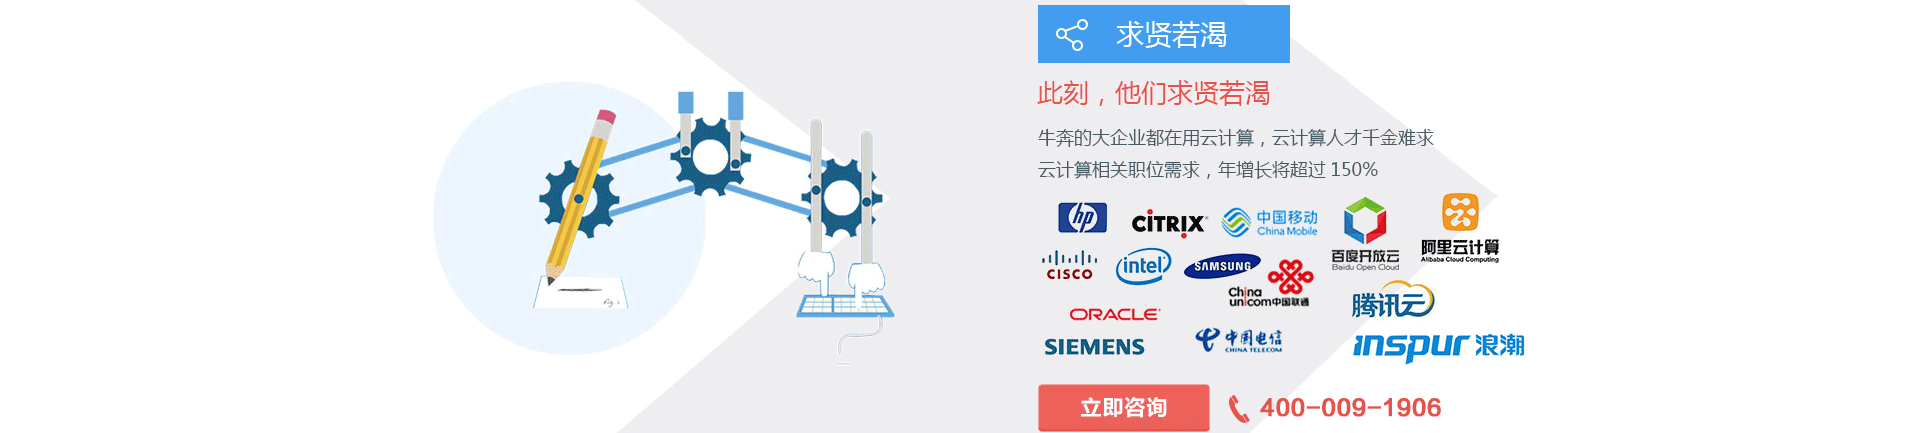 求贤若渴
此刻，他们求贤若渴
牛奔的大企业都在用云计算，云计算人才千金难求
云计算相关职位需求，年增长将超过 150%
hp
CITRIX
中国移动
China Mobile
百度开放云
Baidu Open Cloud
阿里云计算
Alibaba Cloud Computing
CISCO
intel
SAMSUNG
China
unicom中国联通
ORACLE
腾讯云
SIEMENS
中国电信
CHINA TELECOM
inspur 浪潮
立即咨询
400-009-1906